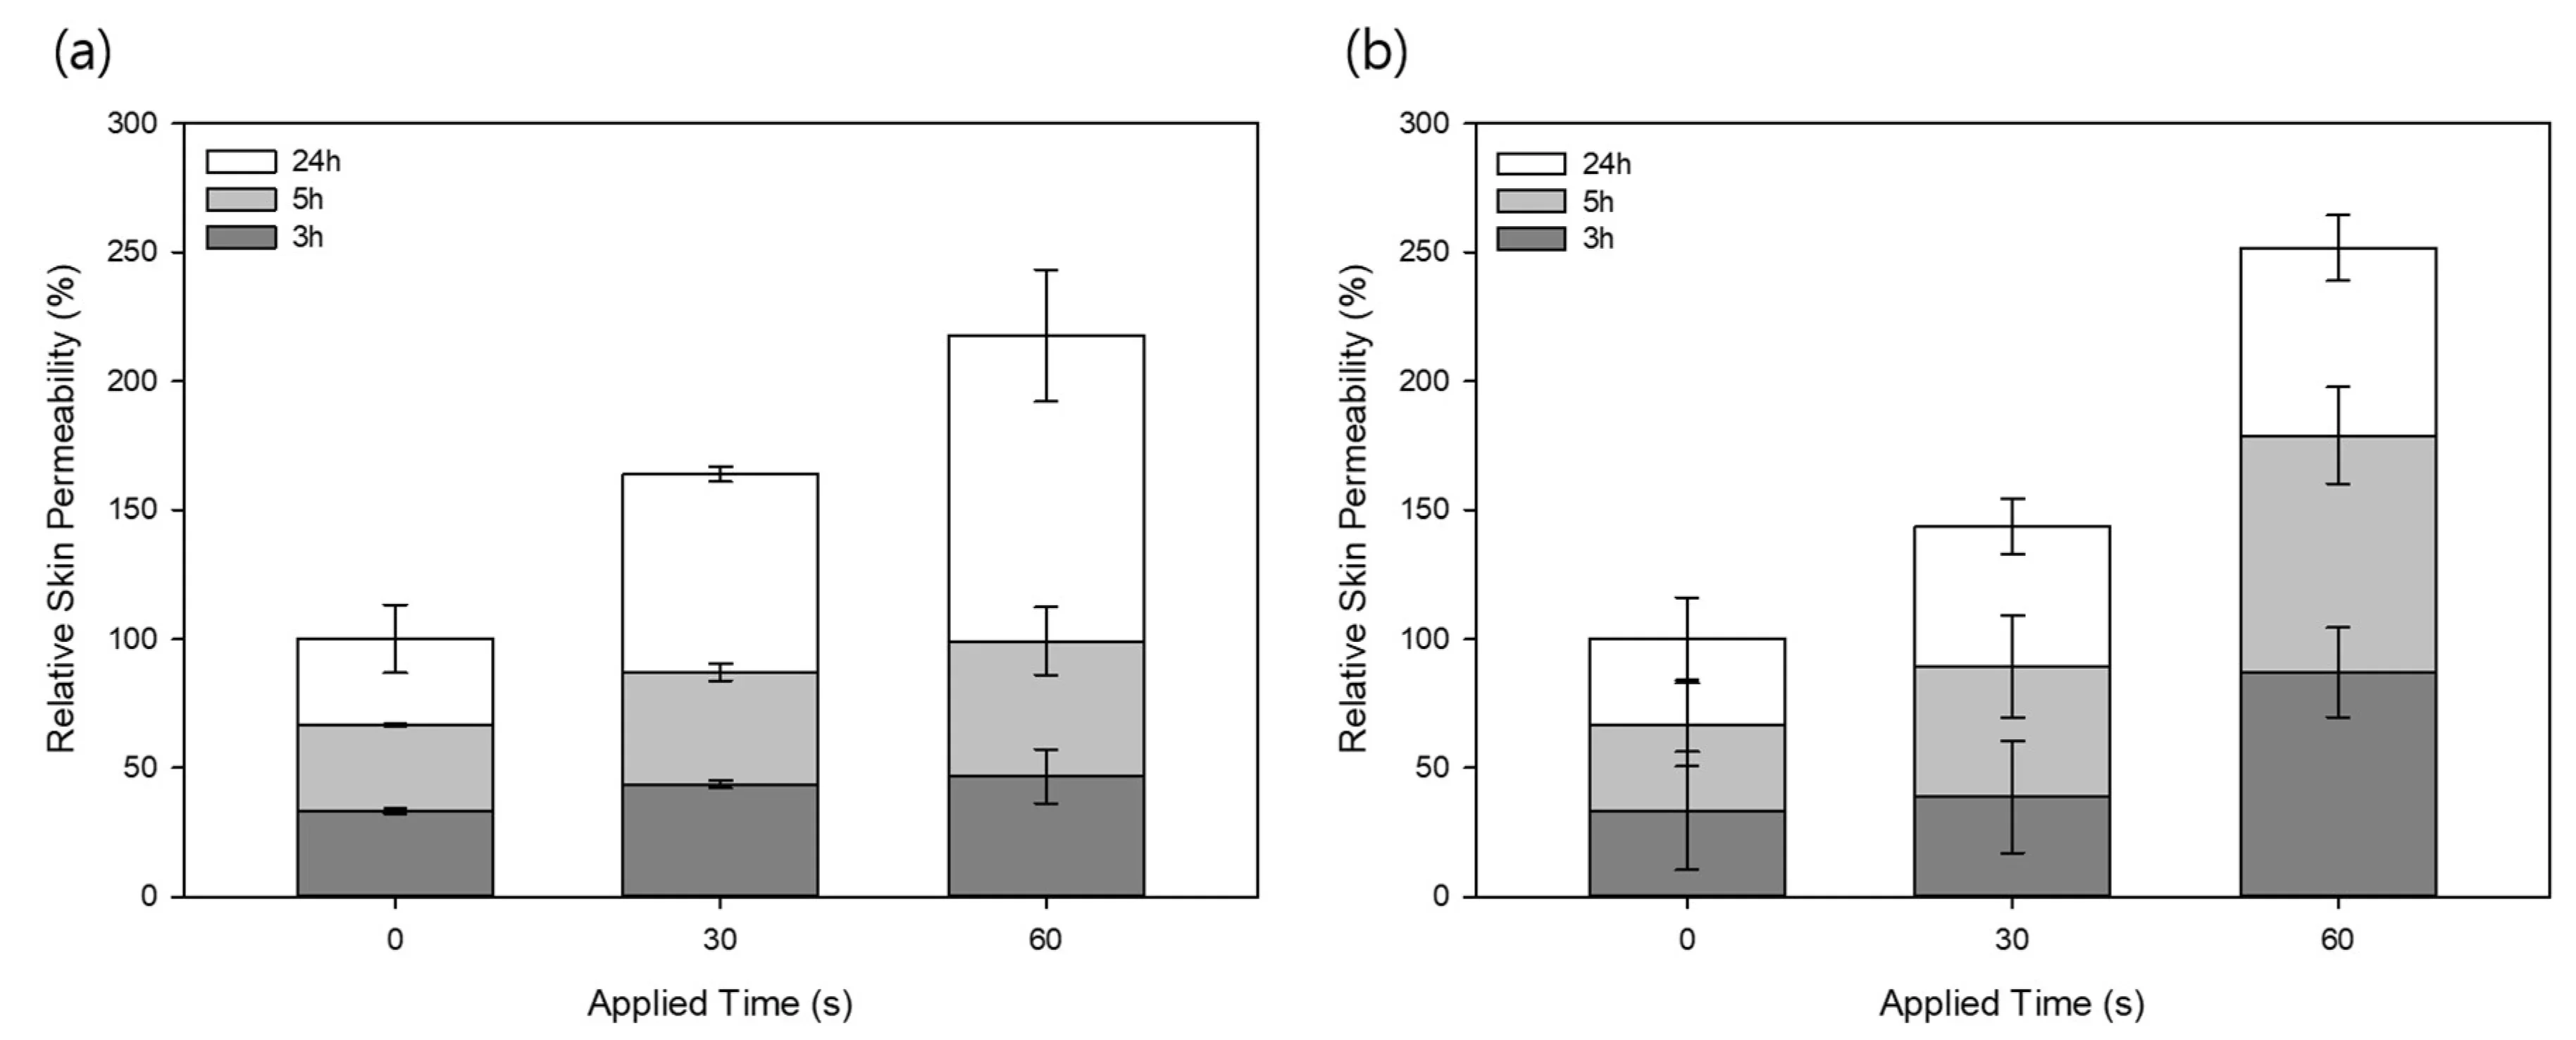 (a)
300
250
200
150
100
50
0
Relative Skin Permeability (%)
24h
5h
3h
0 30 60
Applied Time (s)
(b)
300
250
200
150
100
50
0
Relative Skin Permeability (%)
24h
5h
3h
0 30 60
Applied Time (s)